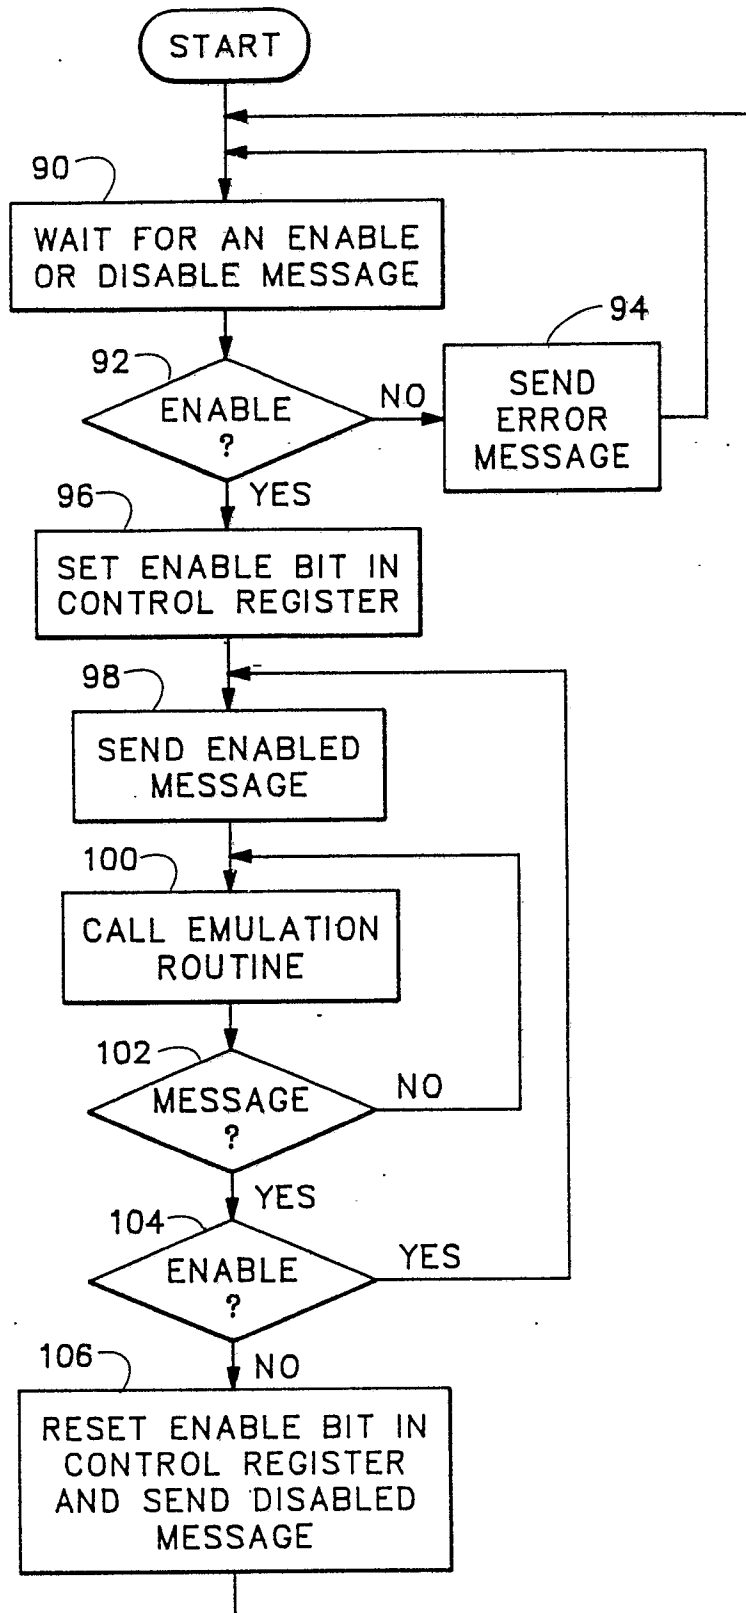 START
90
WAIT FOR AN ENABLE
OR DISABLE MESSAGE
94
92
ENABLE
?
NO
SEND
ERROR
MESSAGE
YES
96
SET ENABLE BIT IN
CONTROL REGISTER
98
SEND ENABLED
MESSAGE
100
CALL EMULATION
ROUTINE
102
MESSAGE
?
NO
YES
104
ENABLE
?
YES
NO
106
RESET ENABLE BIT IN
CONTROL REGISTER
AND SEND DISABLED
MESSAGE